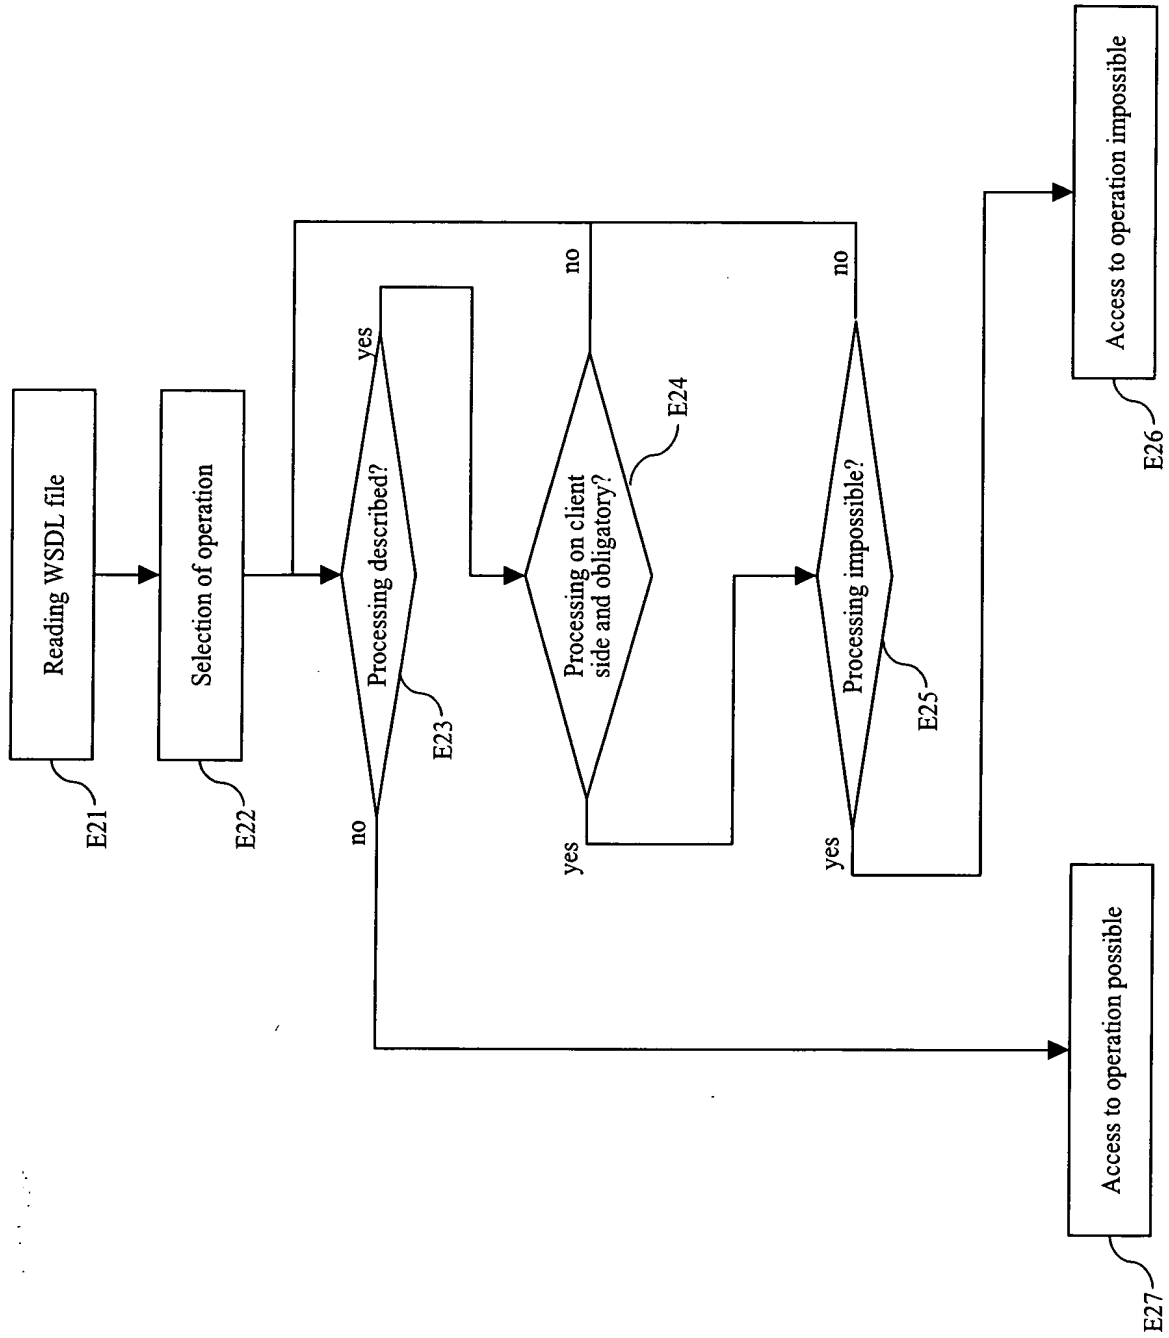 Reading WSDL file
E21
Selection of operation
E22
Processing described?
yes
no
E23
Processing on client
side and obligatory?
no
yes
E24
Processing impossible?
no
yes
E25
Access to operation impossible
E26
Access to operation possible
E27